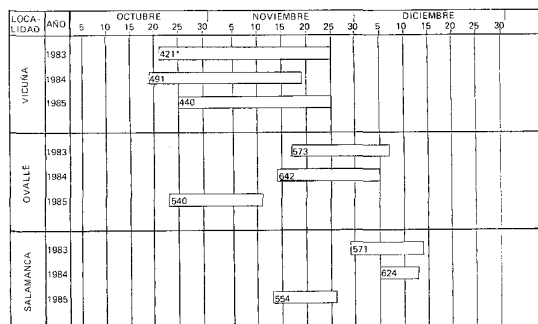 LOCA- AÑO OCTUBRE NOVIEMBRE DICIEMBRE
LIDAD 5 10 15 20 25 30 5 10 15 20 25 30 5 10 15 20 25 30
VICUÑA
1983 421*
1984 491
1985 440
OVALLE
1983 573
1984 642
1985 540
SALAMANCA
1983 571
1984 624
1985 554